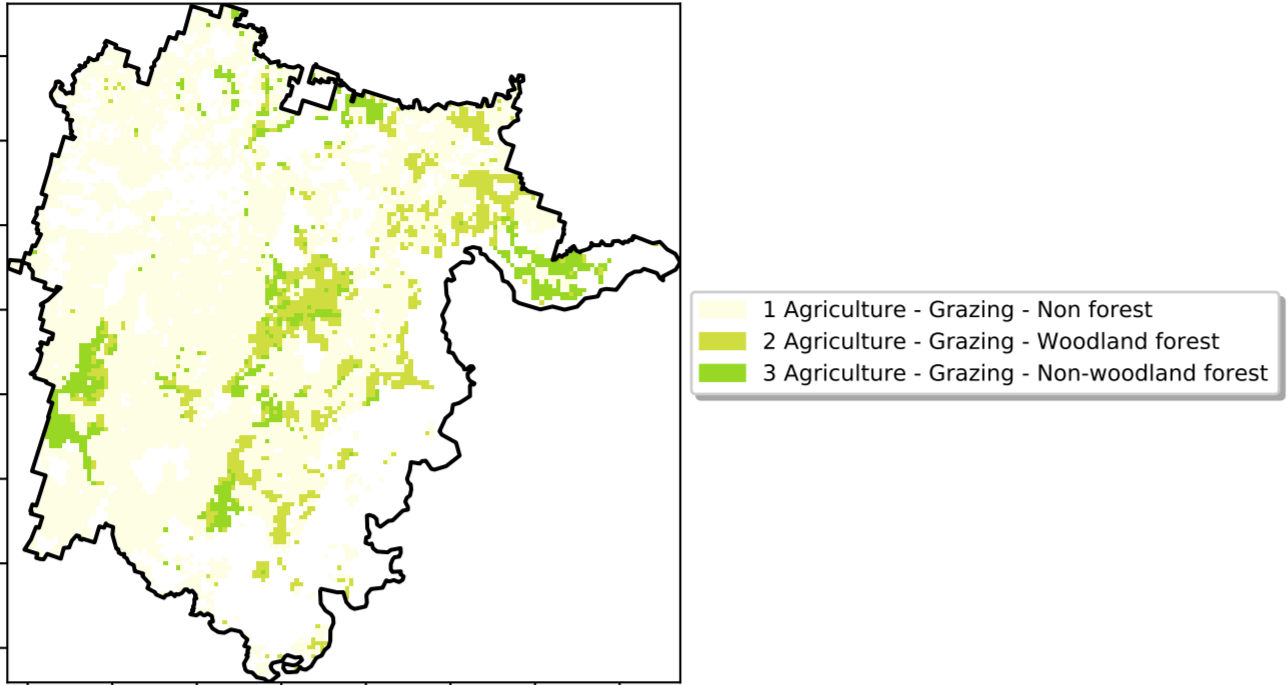 1 Agriculture - Grazing - Non forest
2 Agriculture - Grazing - Woodland forest
3 Agriculture - Grazing - Non-woodland forest